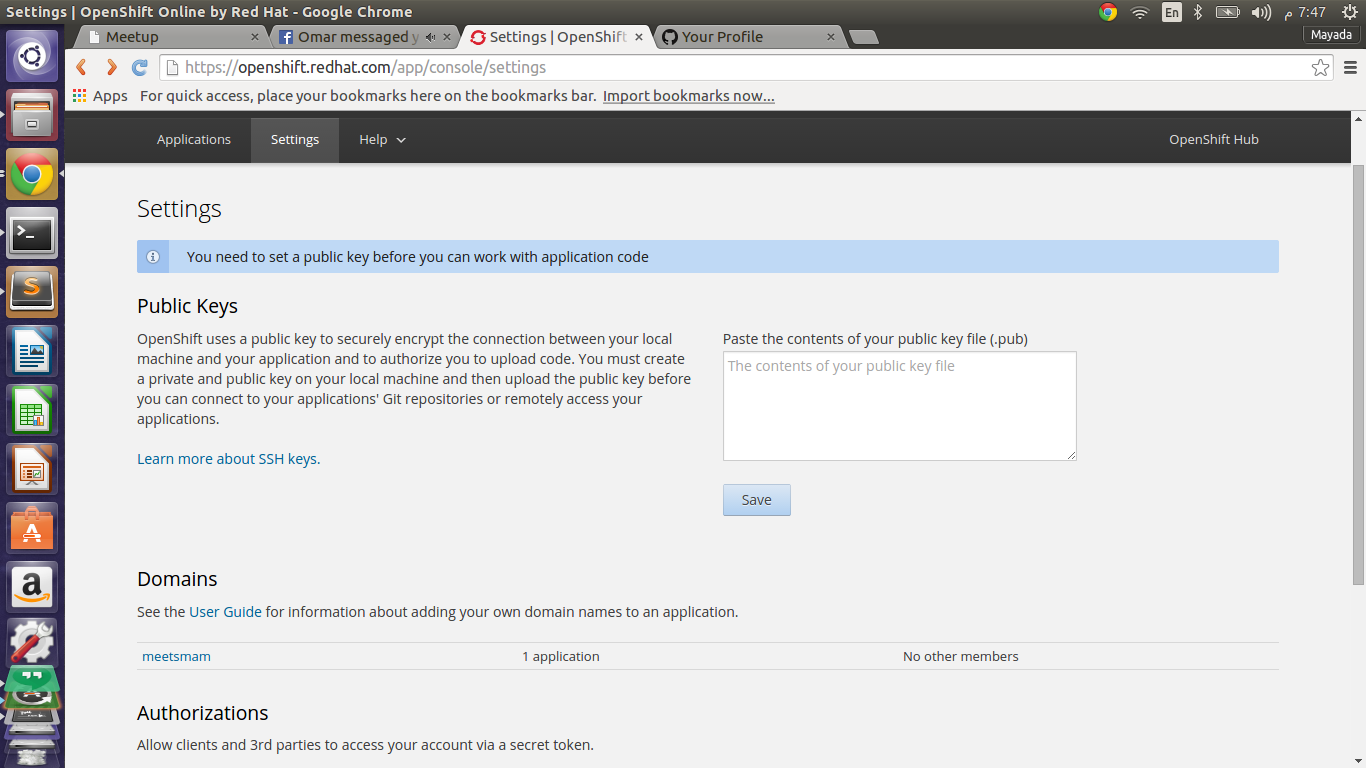 Settings | OpenShift Online by Red Hat - Google Chrome
En
7:47 م
Meetup
Omar messaged y
Settings | OpenShift
Your Profile
Mayada
https://openshift.redhat.com/app/console/settings
Apps For quick access, place your bookmarks here on the bookmarks bar. Import bookmarks now...
Applications Settings Help OpenShift Hub
Settings
You need to set a public key before you can work with application code
Public Keys
OpenShift uses a public key to securely encrypt the connection between your local
machine and your application and to authorize you to upload code. You must create
a private and public key on your local machine and then upload the public key before
you can connect to your applications' Git repositories or remotely access your
applications.
Learn more about SSH keys.
Paste the contents of your public key file (.pub)
The contents of your public key file
Save
Domains
See the User Guide for information about adding your own domain names to an application.
meetsmam 1 application No other members
Authorizations
Allow clients and 3rd parties to access your account via a secret token.